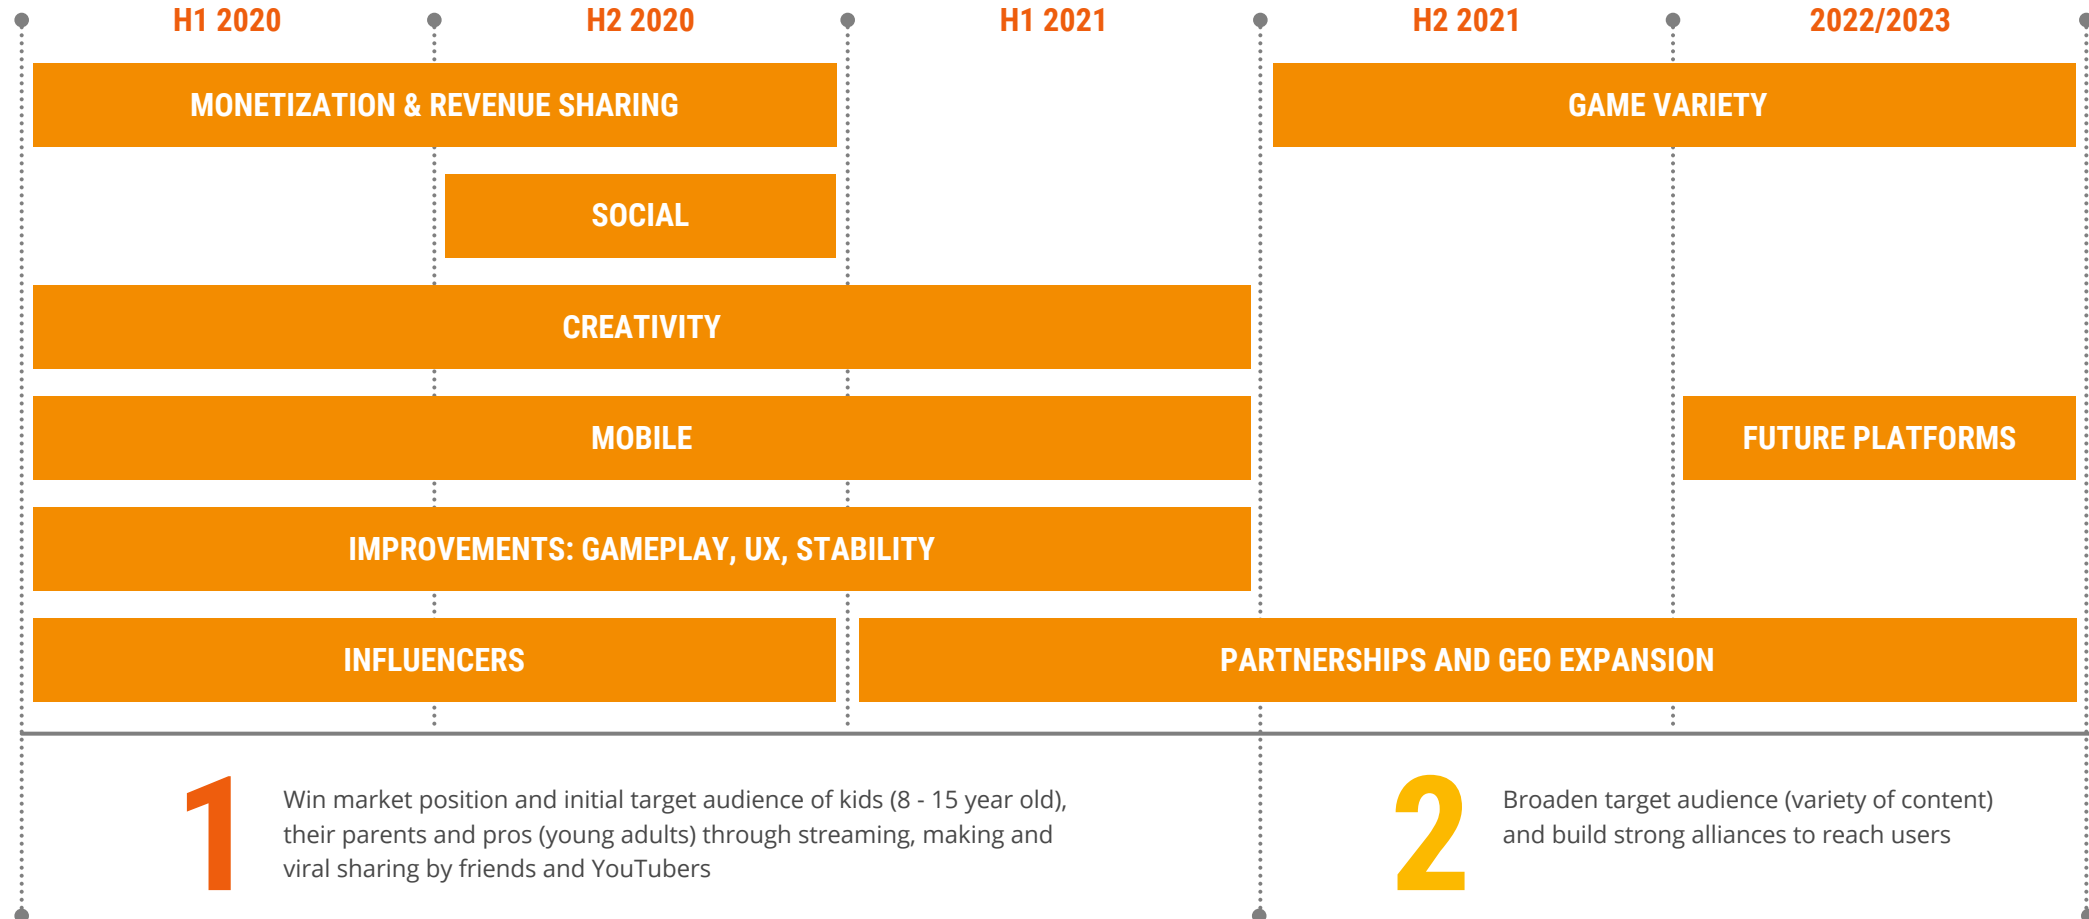 H1 2020
H2 2020
H1 2021
H2 2021
2022/2023
MONETIZATION & REVENUE SHARING
GAME VARIETY
SOCIAL
CREATIVITY
MOBILE
FUTURE PLATFORMS
IMPROVEMENTS: GAMEPLAY, UX, STABILITY
INFLUENCERS
PARTNERSHIPS AND GEO EXPANSION
1
Win market position and initial target audience of kids (8 - 15 year old),
their parents and pros (young adults) through streaming, making and
viral sharing by friends and YouTubers
2
Broaden target audience (variety of content)
and build strong alliances to reach users